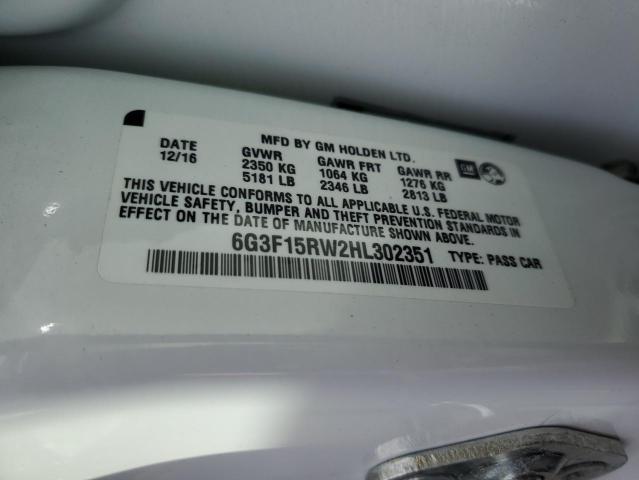 MFD BY GM HOLDEN LTD.
DATE GVWR GAWR FRT GAWR RR
12/16 2350 KG 1064 KG 1276 KG
5181 LB 2346 LB 2813 LB
GM
THIS VEHICLE CONFORMS TO ALL APPLICABLE U.S. FEDERAL MOTOR
VEHICLE SAFETY, BUMPER AND THEFT PREVENTION STANDARDS IN
EFFECT ON THE DATE OF MANUFACTURE SHOWN ABOVE.
6G3F15RW2HL302351 TYPE: PASS CAR